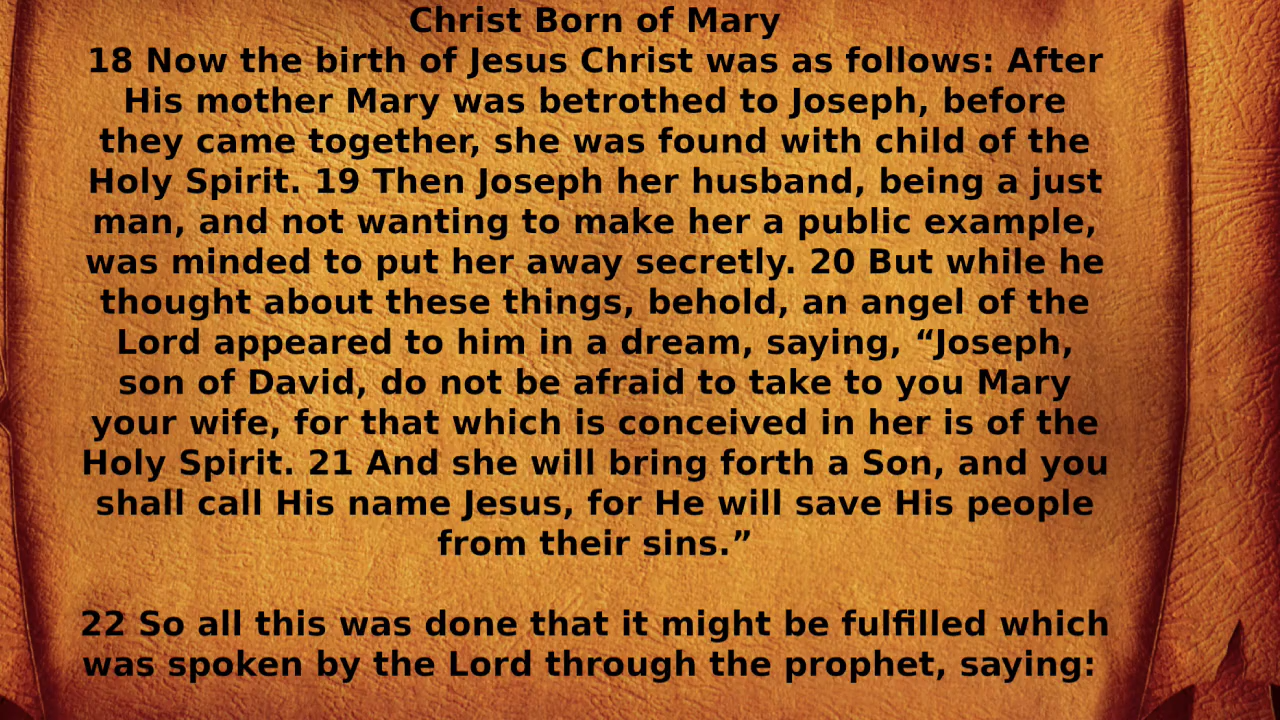 Christ Born of Mary
18 Now the birth of Jesus Christ was as follows: After
His mother Mary was betrothed to Joseph, before
they came together, she was found with child of the
Holy Spirit. 19 Then Joseph her husband, being a just
man, and not wanting to make her a public example,
was minded to put her away secretly. 20 But while he
thought about these things, behold, an angel of the
Lord appeared to him in a dream, saying, “Joseph,
son of David, do not be afraid to take to you Mary
your wife, for that which is conceived in her is of the
Holy Spirit. 21 And she will bring forth a Son, and you
shall call His name Jesus, for He will save His people
from their sins.”
22 So all this was done that it might be fulfilled which
was spoken by the Lord through the prophet, saying: